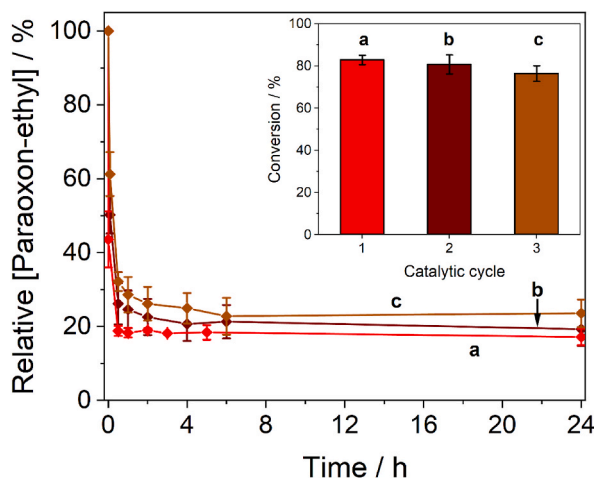 Relative [Paraoxon-ethyl] / %
100
80
60
40
20
0
0
4
8
12
16
20
24
Time / h
c
b
a
Conversion / %
100
80
60
40
20
0
a
b
c
1
2
3
Catalytic cycle